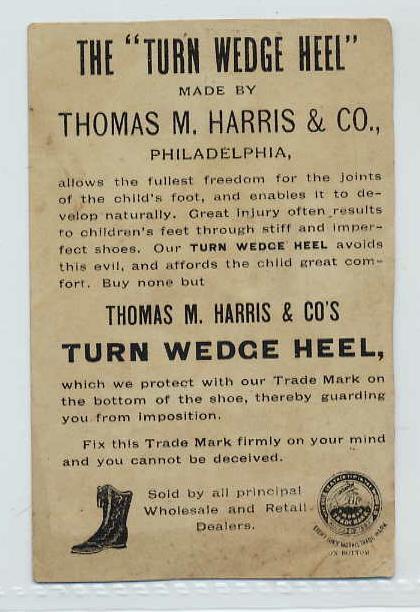 THE "TURN WEDGE HEEL"
MADE BY
THOMAS M. HARRIS & CO.,
PHILADELPHIA,
allows the fullest freedom for the joints
of the child's foot, and enables it to de-
velop naturally. Great injury often results
to children's feet through stiff and imper-
fect shoes. Our TURN WEDGE HEEL avoids
this evil, and affords the child great com-
fort. Buy none but
THOMAS M. HARRIS & CO'S
TURN WEDGE HEEL,
which we protect with our Trade Mark on
the bottom of the shoe, thereby guarding
you from imposition.
Fix this Trade Mark firmly on your mind
and you cannot be deceived.
Sold by all principal
Wholesale and Retail
Dealers.
TRADE MARK
ON BOTTOM